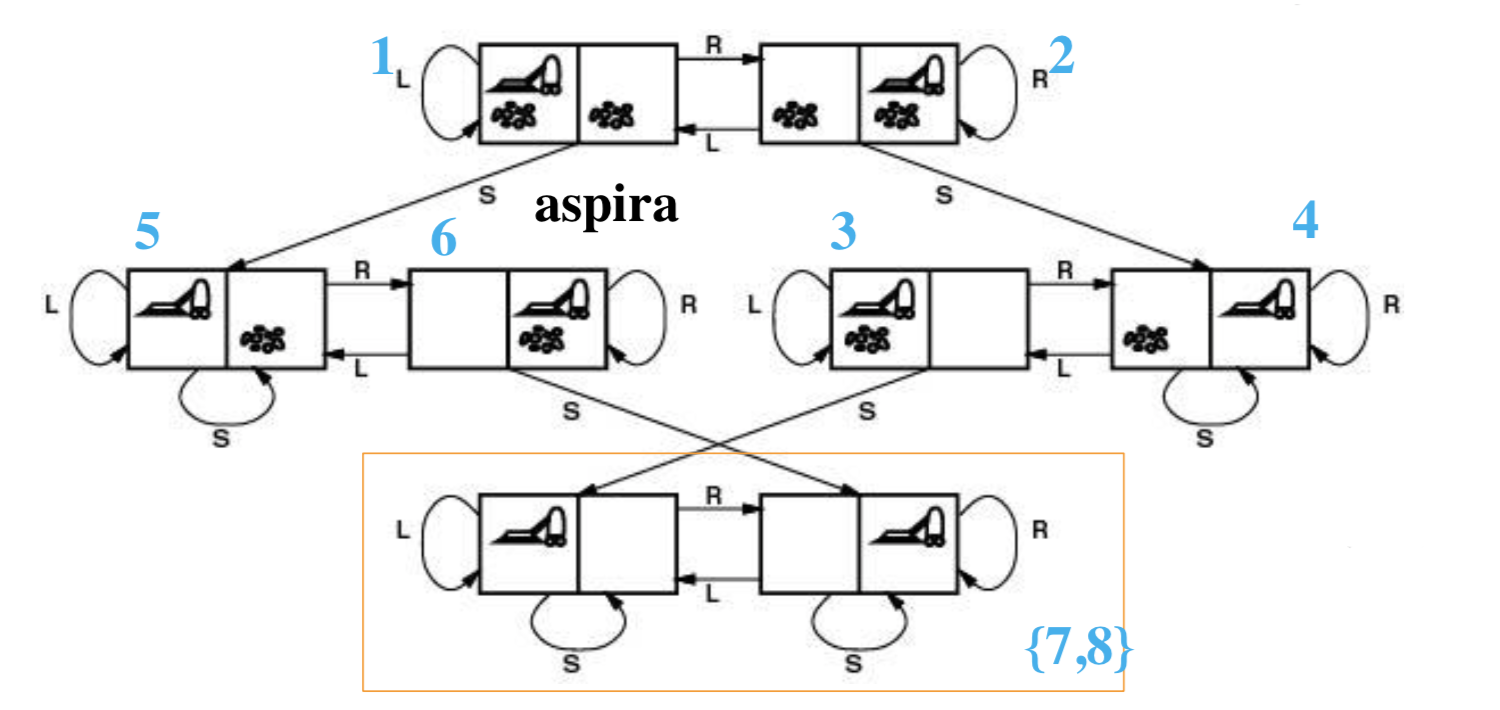 1 L R R 2
L
S aspira S
5 6 3 4
L R R L R R
L L
S S S S
L R R
L
S S {7,8}